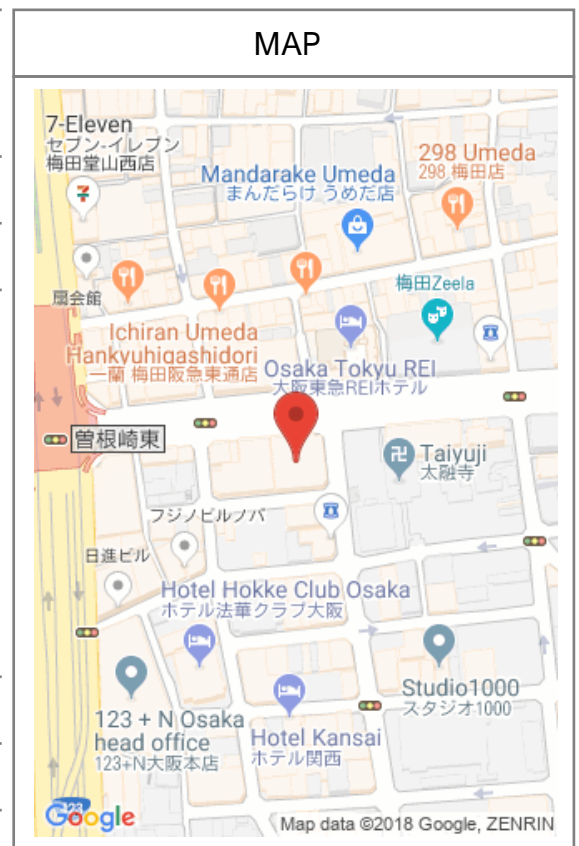 MAP
7-Eleven
セブン-イレブン
梅田堂山西店
298 Umeda
298 梅田店
Mandarake Umeda
まんだらけ うめだ店
扇会館
梅田Zeela
Ichiran Umeda
Hankyuhigashidori
一蘭 梅田阪急東通店
Osaka Tokyu REI
大阪東急REIホテル
曽根崎東
Taiyuji
太融寺
フジノビルノバ
日進ビル
Hotel Hokke Club Osaka
ホテル法華クラブ大阪
Studio1000
スタジオ1000
123 + N Osaka
head office
123+N大阪本店
Hotel Kansai
ホテル関西
123
Google
Map data ©2018 Google, ZENRIN